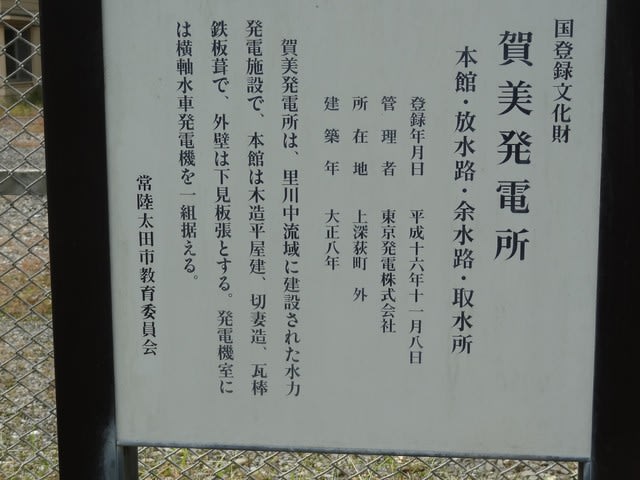 国登録文化財
賀美発電所
本館・放水路・余水路・取水所
登録年月日　平成十六年十一月八日
管理者　東京発電株式会社
所在地　上深荻町　外
建築年　大正八年
賀美発電所は、里川中流域に建設された水力
発電施設で、本館は木造平屋建、切妻造、瓦棒
鉄板葺で、外壁は下見板張とする。発電機室に
は横軸水車発電機を一組据える。
常陸太田市教育委員会